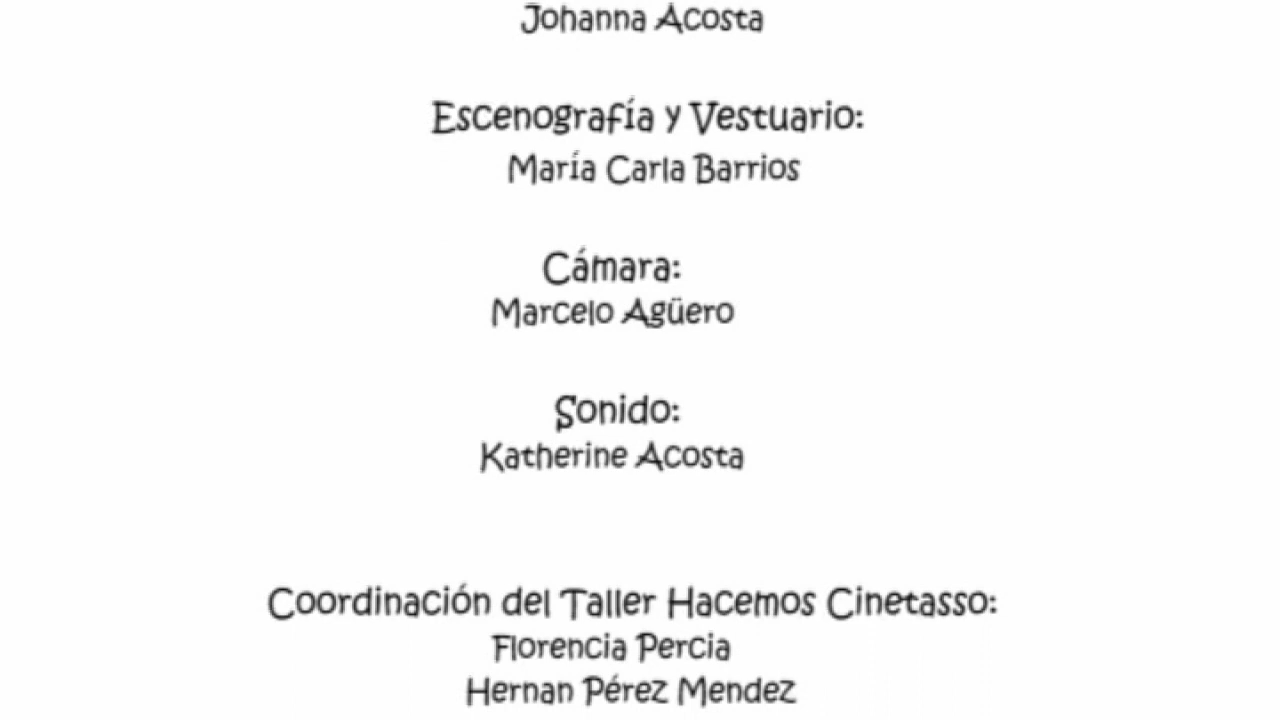 Johanna Acosta
Escenografía y Vestuario:
María Carla Barrios
Cámara:
Marcelo Agüero
Sonido:
Katherine Acosta
Coordinación del Taller Hacemos Cinetasso:
Florencia Percia
Hernan Pérez Mendez